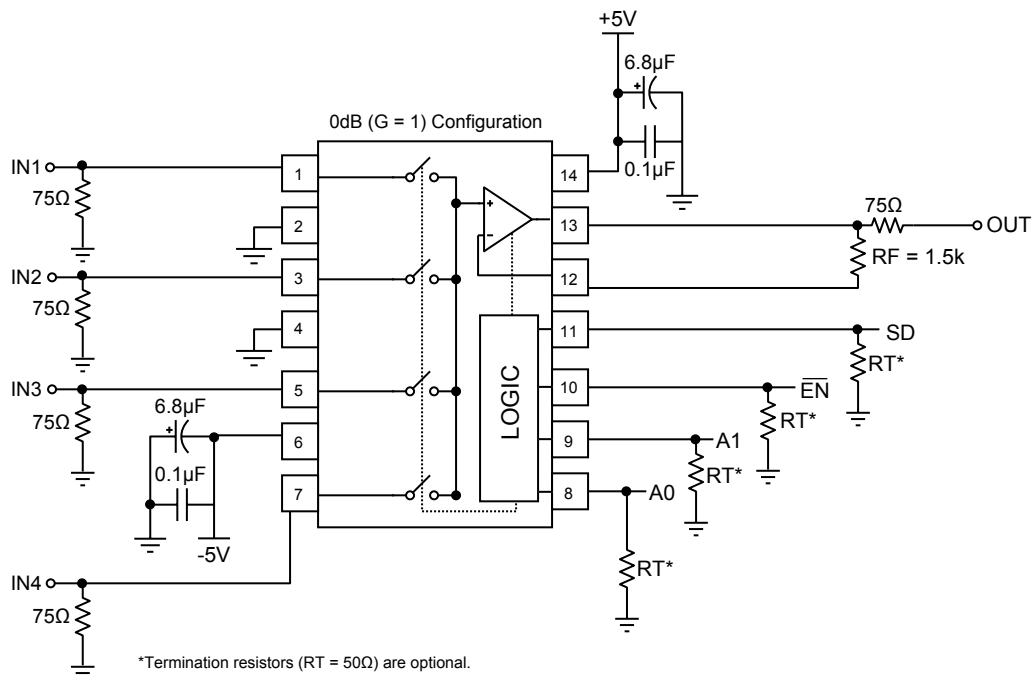 +5V
6.8µF
+
0dB (G = 1) Configuration
0.1µF
IN1
75Ω
1
14
2
13
75Ω
OUT
+
-
RF = 1.5k
IN2
75Ω
3
12
4
11
SD
RT*
LOGIC
IN3
75Ω
5
10
EN
RT*
6.8µF
+
6
9
A1
RT*
0.1µF
7
8
A0
-5V
RT*
IN4
75Ω
*Termination resistors (RT = 50Ω) are optional.